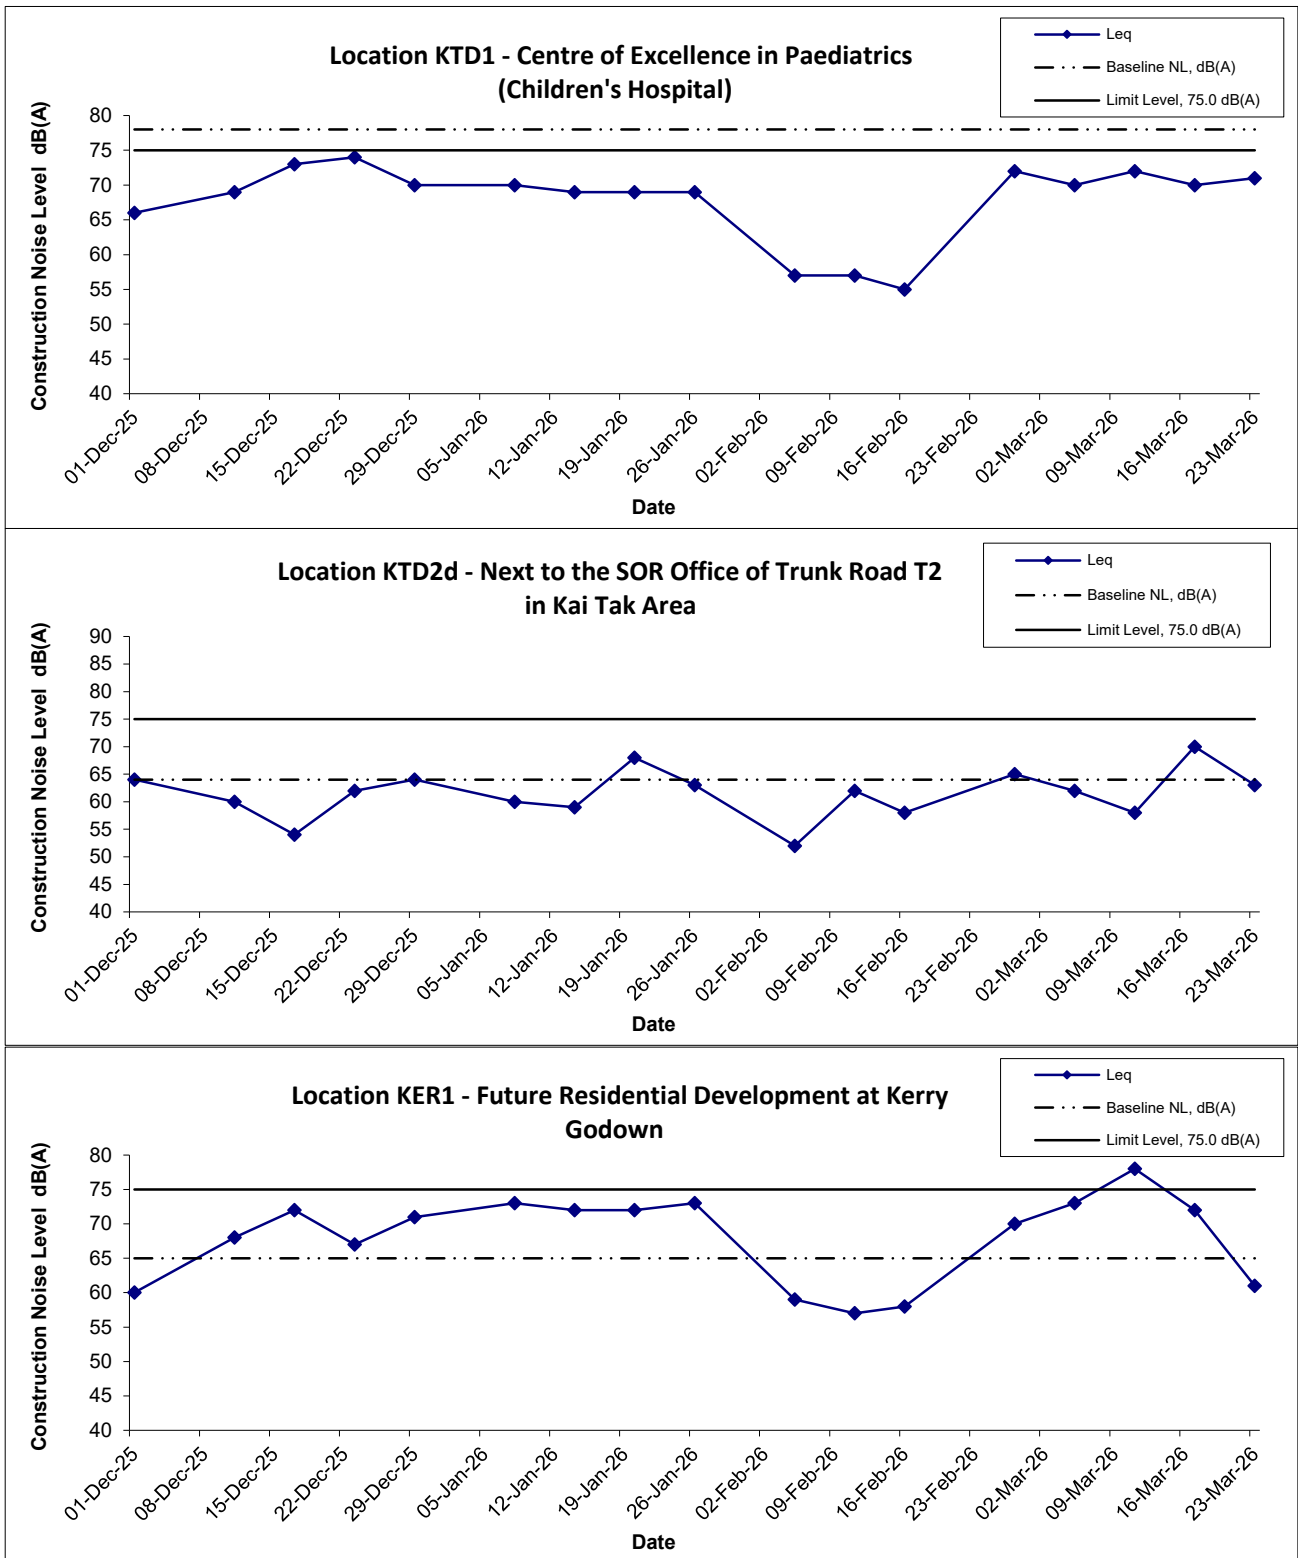 Location KTD1 - Centre of Excellence in Paediatrics
(Children's Hospital)
Leq
Baseline NL, dB(A)
Limit Level, 75.0 dB(A)
Construction Noise Level dB(A)
80
75
70
65
60
55
50
45
40
01-Dec-25
08-Dec-25
15-Dec-25
22-Dec-25
29-Dec-25
05-Jan-26
12-Jan-26
19-Jan-26
26-Jan-26
02-Feb-26
09-Feb-26
16-Feb-26
23-Feb-26
02-Mar-26
09-Mar-26
16-Mar-26
23-Mar-26
Date
Location KTD2d - Next to the SOR Office of Trunk Road T2
in Kai Tak Area
Leq
Baseline NL, dB(A)
Limit Level, 75.0 dB(A)
Construction Noise Level dB(A)
90
85
80
75
70
65
60
55
50
45
40
01-Dec-25
08-Dec-25
15-Dec-25
22-Dec-25
29-Dec-25
05-Jan-26
12-Jan-26
19-Jan-26
26-Jan-26
02-Feb-26
09-Feb-26
16-Feb-26
23-Feb-26
02-Mar-26
09-Mar-26
16-Mar-26
23-Mar-26
Date
Location KER1 - Future Residential Development at Kerry
Godown
Leq
Baseline NL, dB(A)
Limit Level, 75.0 dB(A)
Construction Noise Level dB(A)
80
75
70
65
60
55
50
45
40
01-Dec-25
08-Dec-25
15-Dec-25
22-Dec-25
29-Dec-25
05-Jan-26
12-Jan-26
19-Jan-26
26-Jan-26
02-Feb-26
09-Feb-26
16-Feb-26
23-Feb-26
02-Mar-26
09-Mar-26
16-Mar-26
23-Mar-26
Date